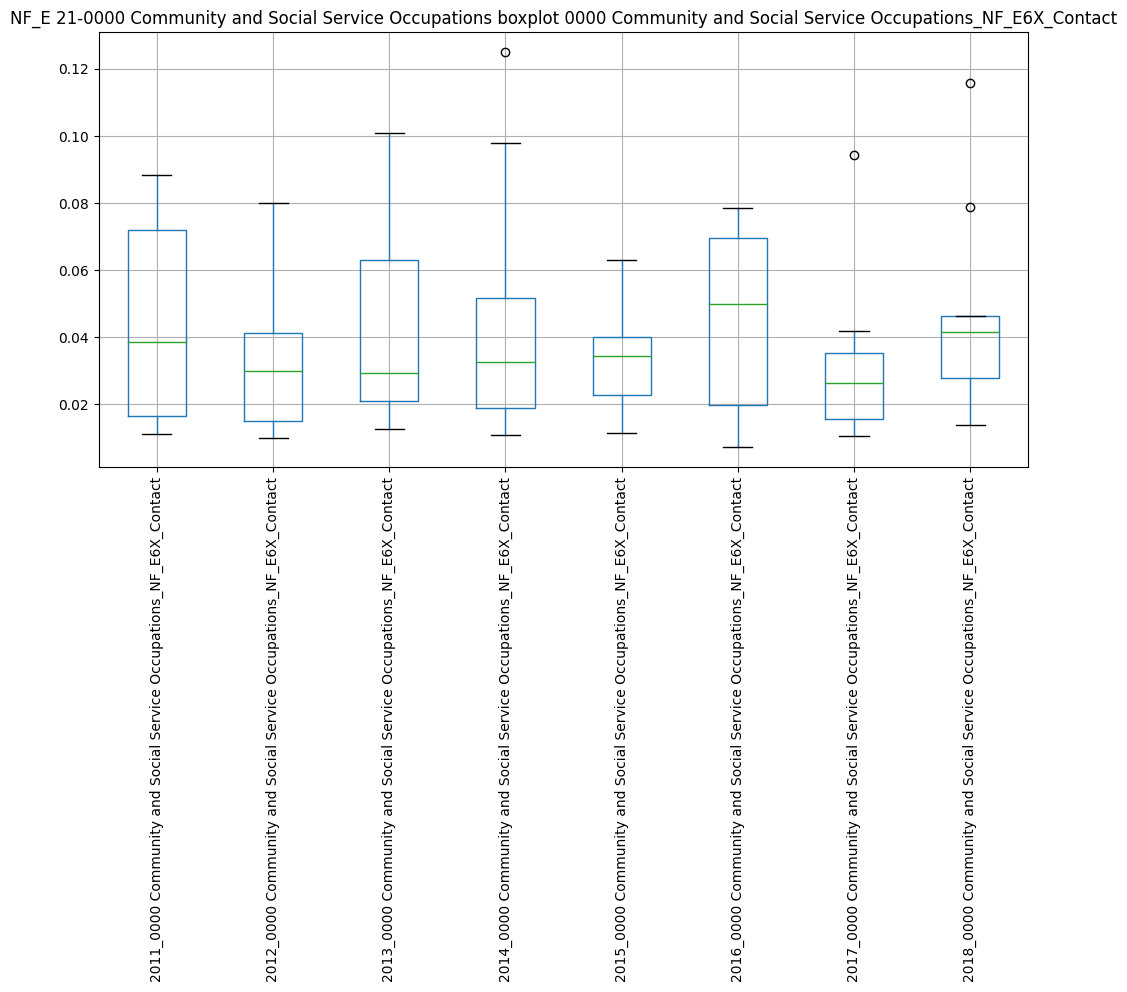 NF_E 21-0000 Community and Social Service Occupations boxplot 0000 Community and Social Service Occupations_NF_E6X_Contact
0.12
0.10
0.08
0.06
0.04
0.02
2011_0000 Community and Social Service Occupations_NF_E6X_Contact
2012_0000 Community and Social Service Occupations_NF_E6X_Contact
2013_0000 Community and Social Service Occupations_NF_E6X_Contact
2014_0000 Community and Social Service Occupations_NF_E6X_Contact
2015_0000 Community and Social Service Occupations_NF_E6X_Contact
2016_0000 Community and Social Service Occupations_NF_E6X_Contact
2017_0000 Community and Social Service Occupations_NF_E6X_Contact
2018_0000 Community and Social Service Occupations_NF_E6X_Contact